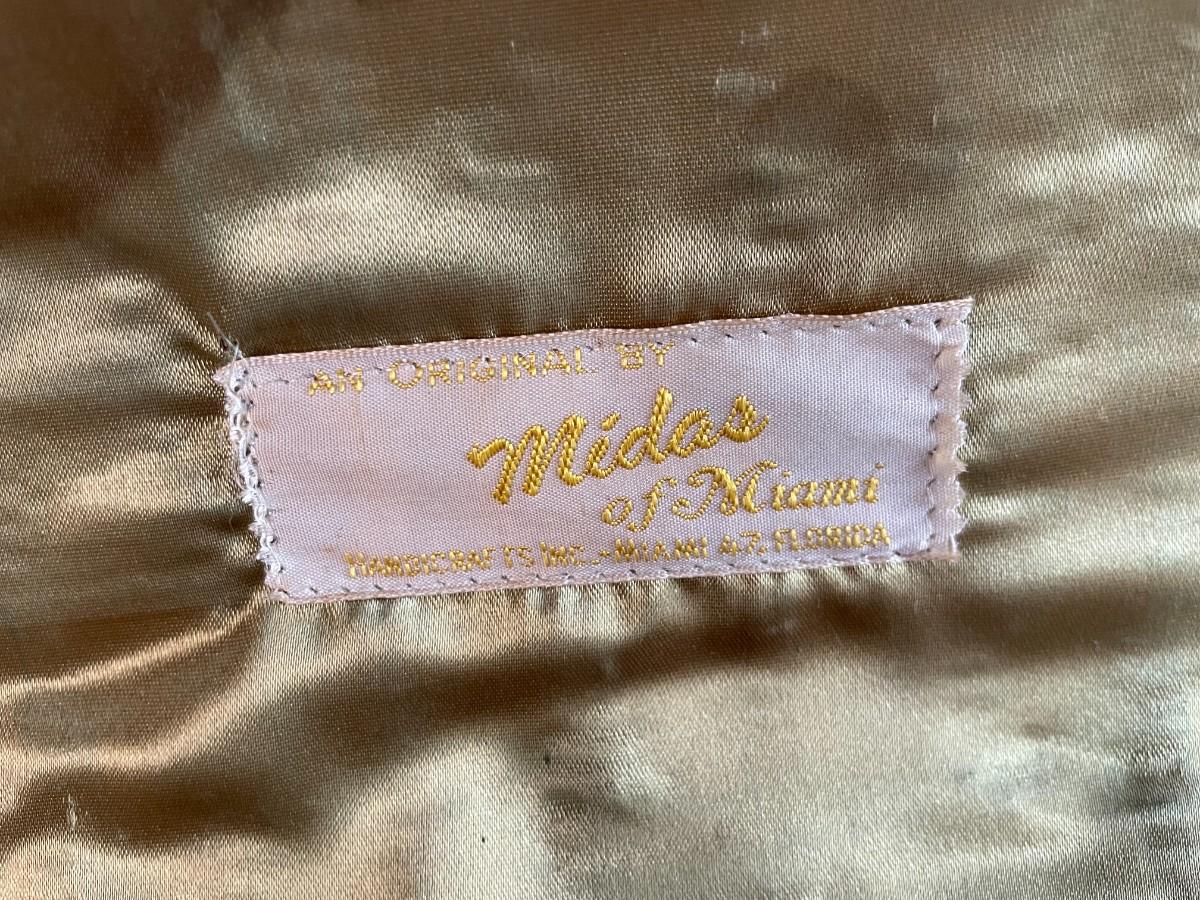 AN ORIGINAL BY
Midas
of Miami
HANDICRAFTS INC.-MIAMI 47, FLORIDA